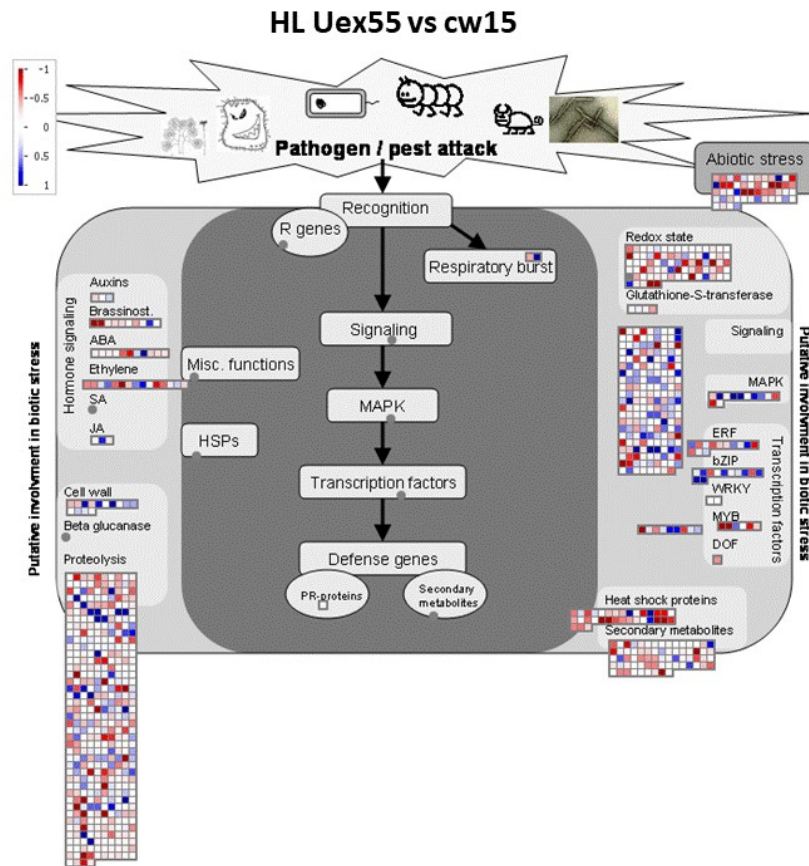 HL Uex55 vs cw15
-1
-0.5
0
0.5
1
Pathogen / pest attack
Abiotic stress
Recognition
R genes
Respiratory burst
Redox state
Glutathione-S-transferase
Auxins
Brassinost.
ABA
Ethylene
SA
JA
Hormone signaling
Signaling
Misc. functions
MAPK
HSPs
Transcription factors
Defense genes
PR-proteins
Secondary
metabolites
Signaling
MAPK
ERF
bZIP
WRKY
MYB
DOF
Transcription factors
Putative involvment in biotic stress
Putative involvment in biotic stress
Cell wall
Beta glucanase
Proteolysis
Heat shock proteins
Secondary metabolites